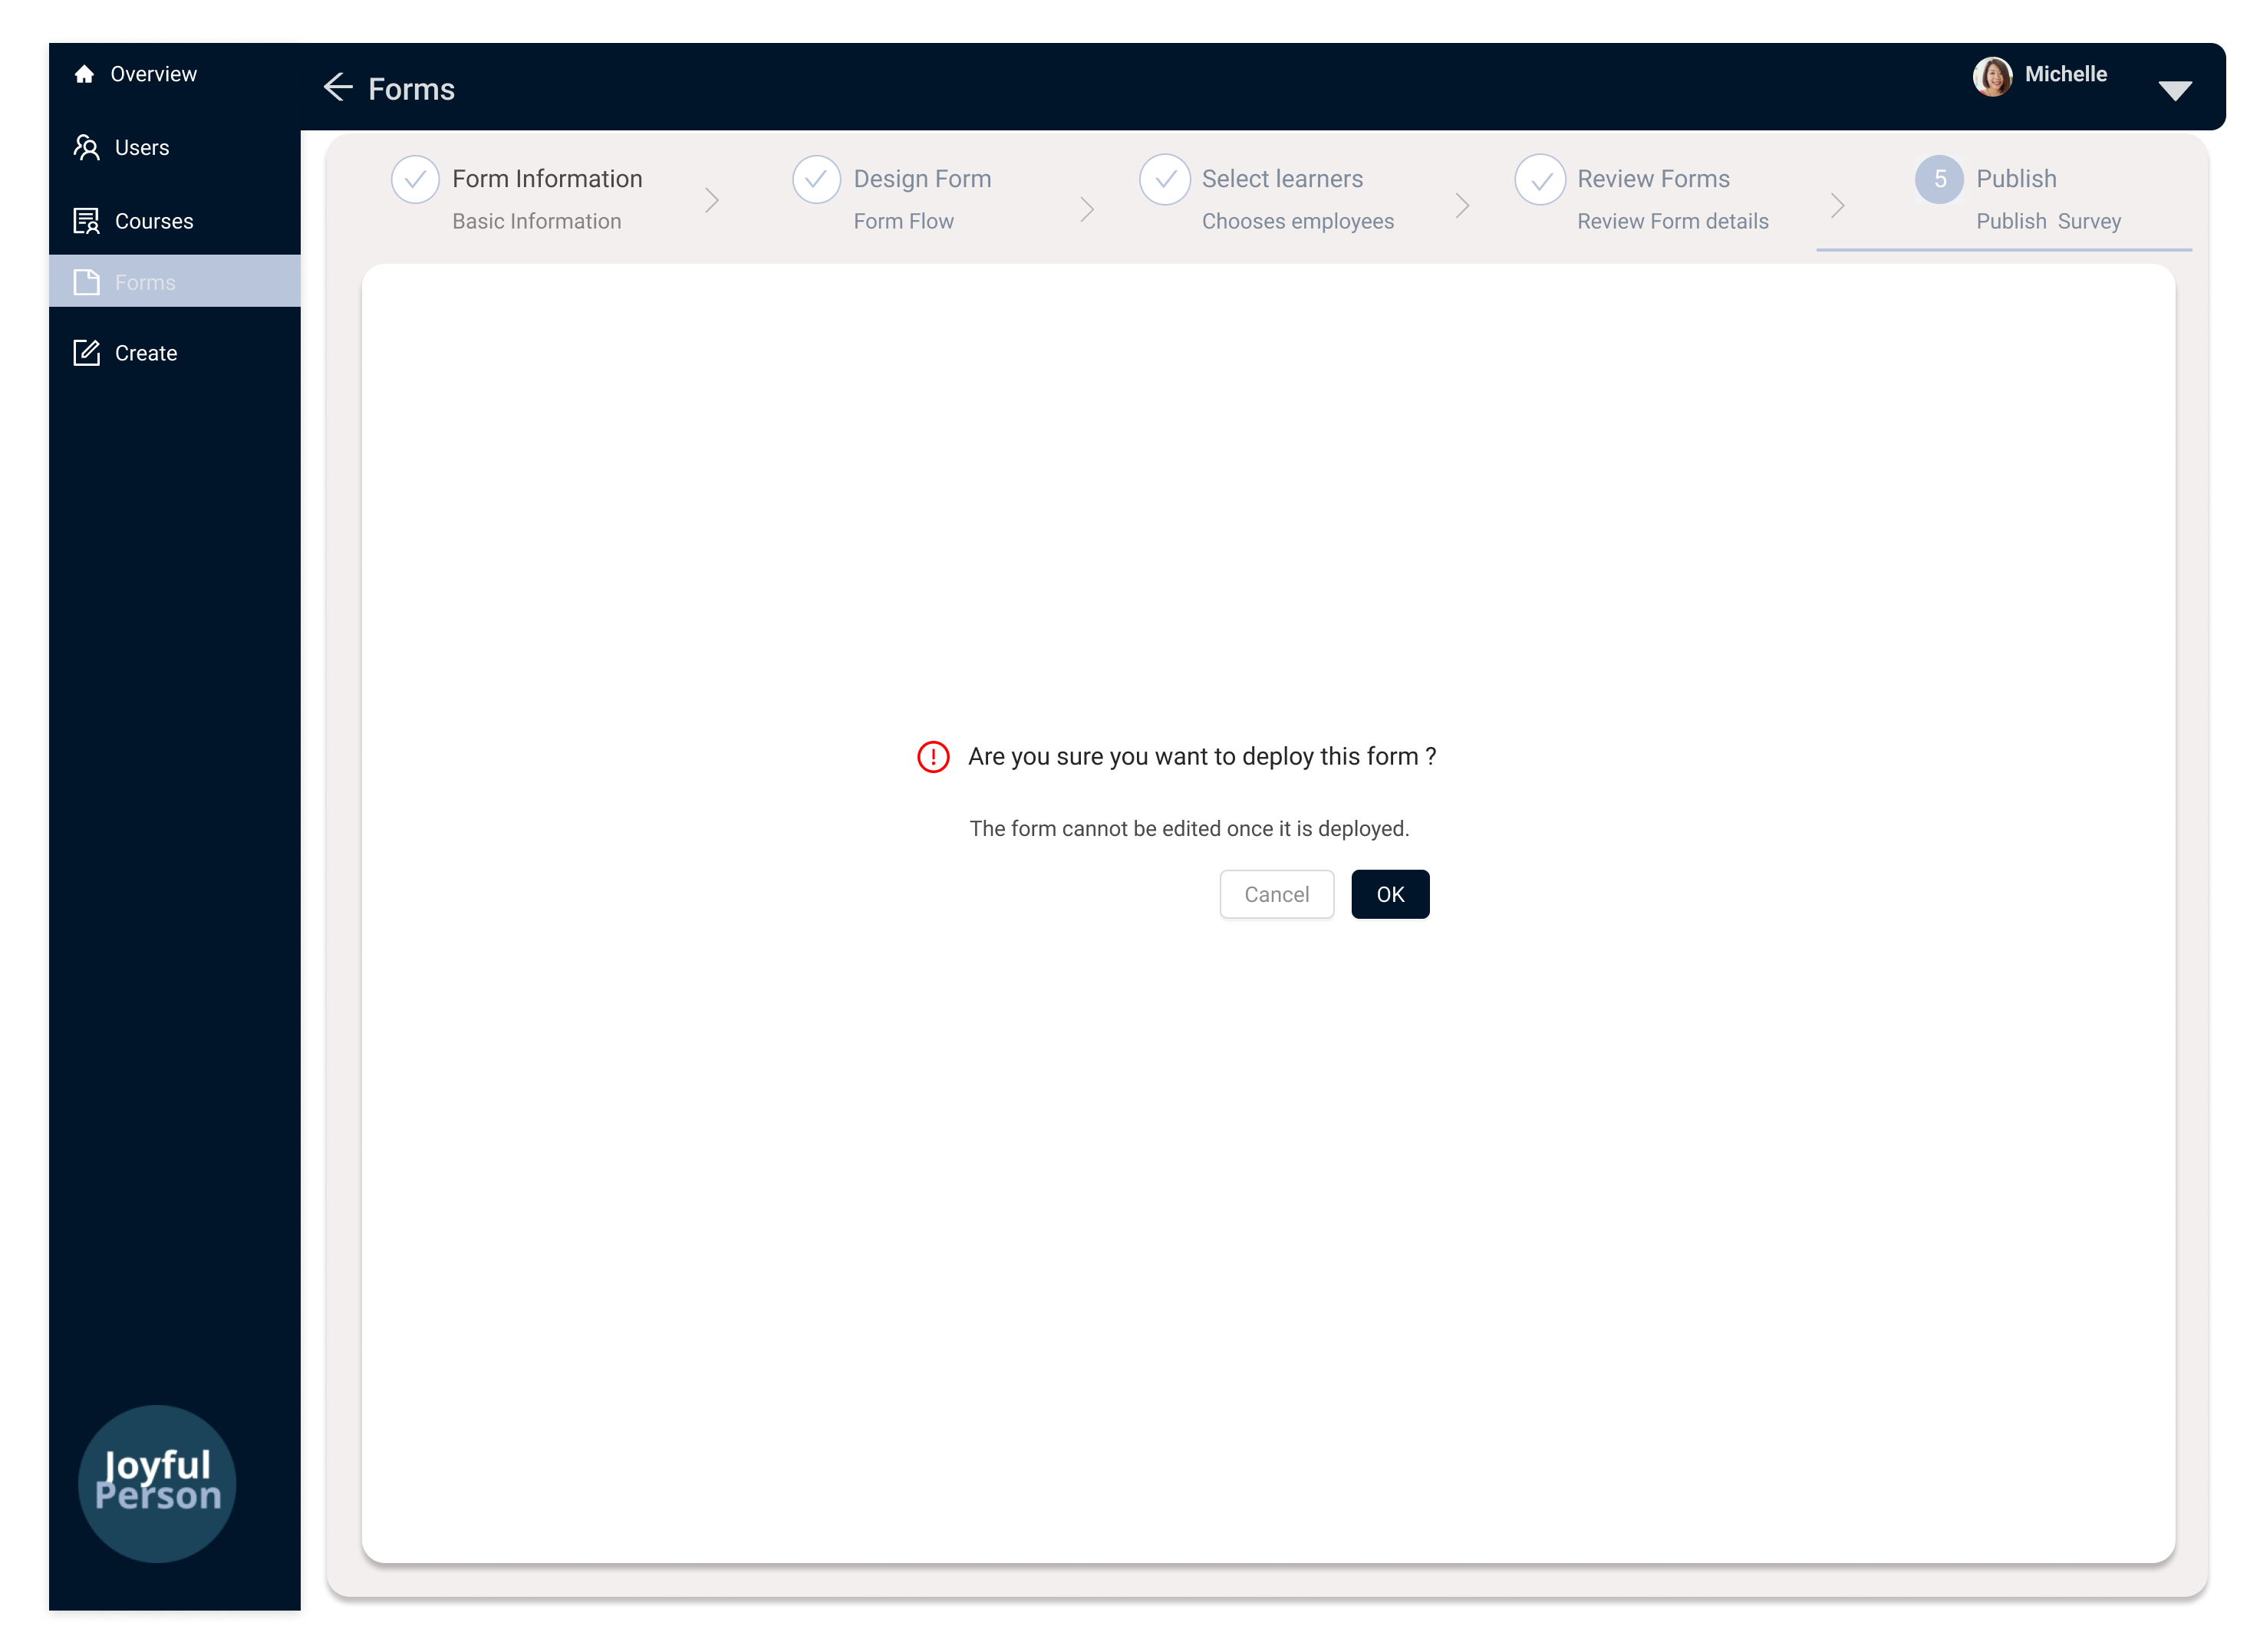 Overview
Users
Courses
Forms
Create
Joyful
Person
Forms
Michelle
Form Information
Basic Information
Design Form
Form Flow
Select learners
Chooses employees
Review Forms
Review Form details
5
Publish
Publish Survey
Are you sure you want to deploy this form ?
The form cannot be edited once it is deployed.
Cancel
OK